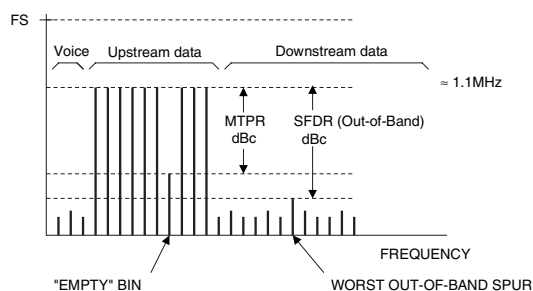 FS
Voice Upstream data Downstream data
≈ 1.1MHz
MTPR
dBc
SFDR (Out-of-Band)
dBc
FREQUENCY
"EMPTY" BIN
WORST OUT-OF-BAND SPUR